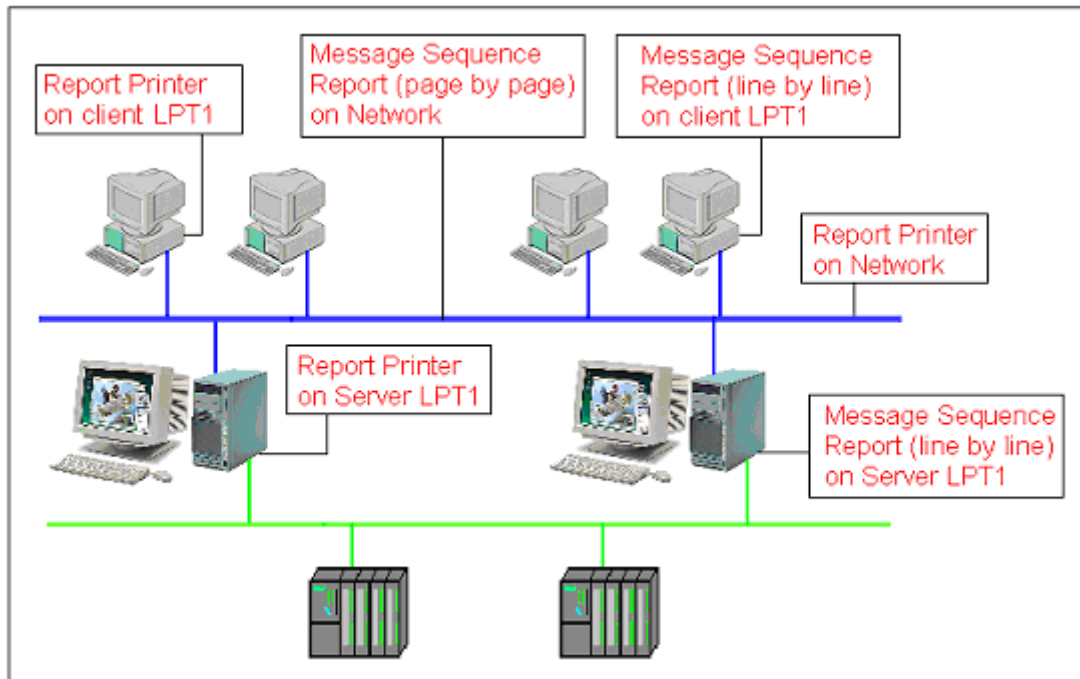 Report Printer
on client LPT1
Message Sequence
Report (page by page)
on Network
Message Sequence
Report (line by line)
on client LPT1
Report Printer
on Network
Report Printer
on Server LPT1
Message Sequence
Report (line by line)
on Server LPT1